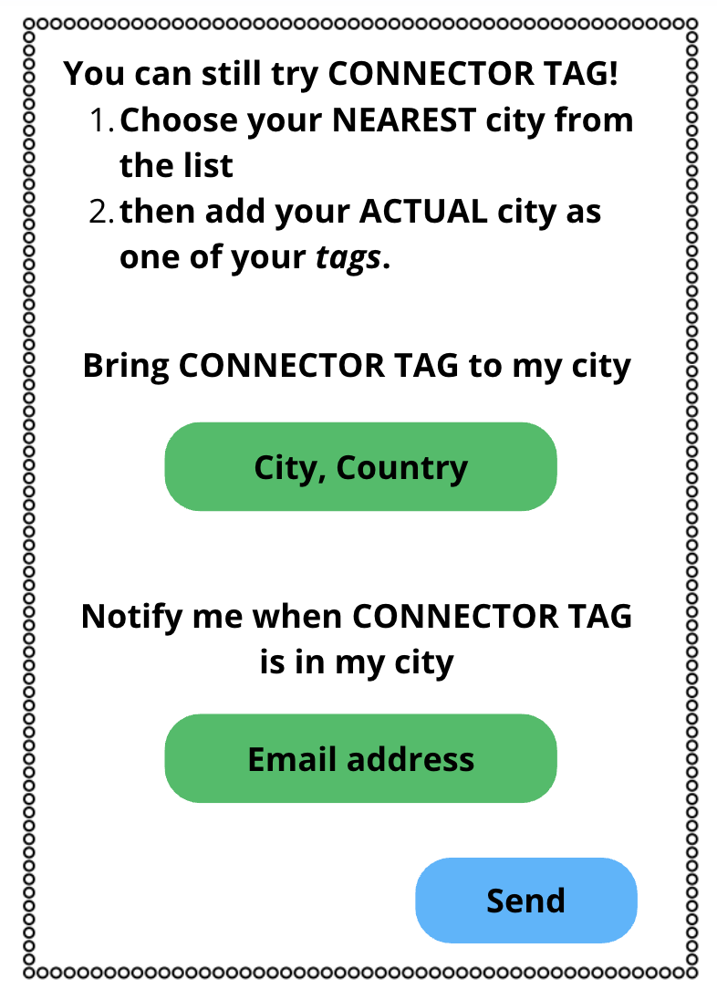 You can still try CONNECTOR TAG!
1. Choose your NEAREST city from
the list
2. then add your ACTUAL city as
one of your tags.
Bring CONNECTOR TAG to my city
City, Country
Notify me when CONNECTOR TAG
is in my city
Email address
Send